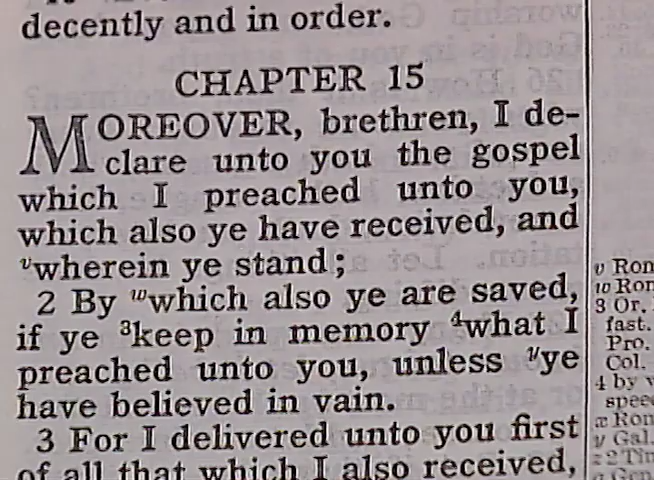 decently and in order.
CHAPTER 15
MOREOVER, brethren, I de-
clare unto you the gospel
which I preached unto you,
which also ye have received, and
ᵛwherein ye stand;
2 By ʷwhich also ye are saved,
if ye ³keep in memory ⁴what I
preached unto you, unless ʸye
have believed in vain.
3 For I delivered unto you first
of all that which I also received,
v Rom
w Rom
3 Or,
fast.
Pro.
Col.
4 by w
speec
x Rom
y Gal.
z 2 Tim